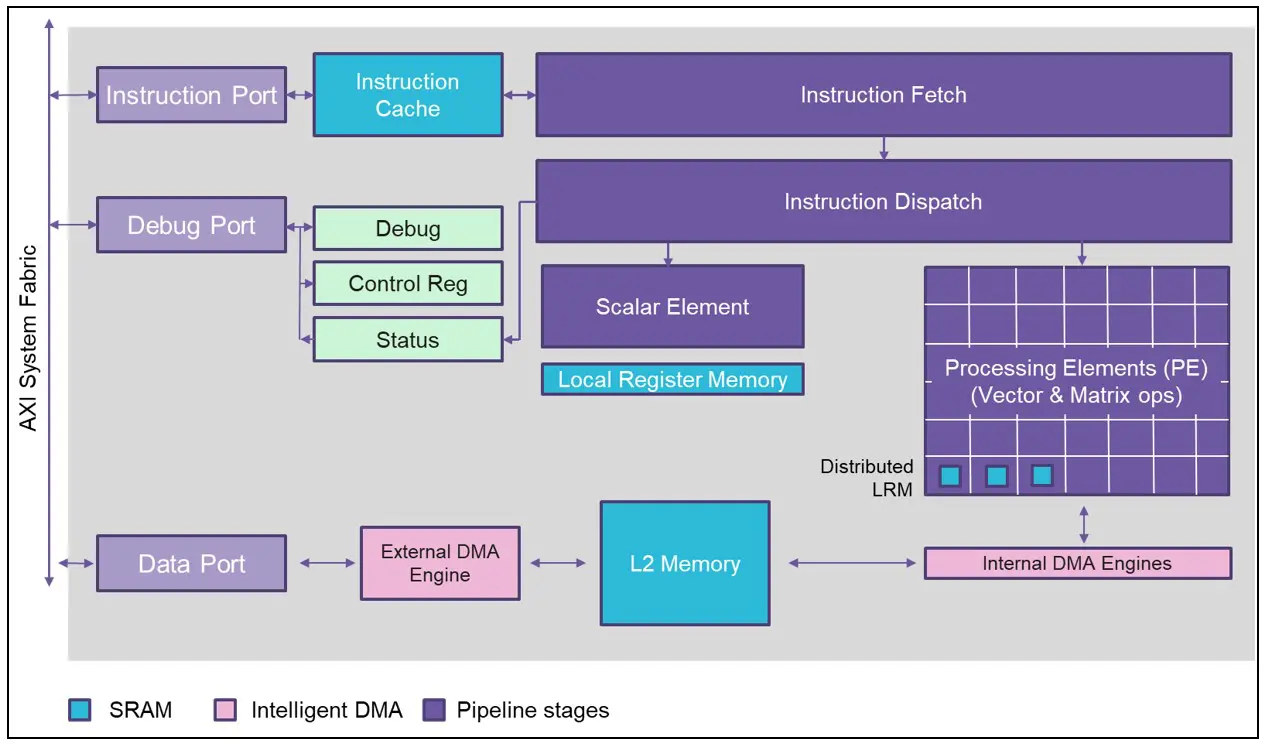 AXI System Fabric
Instruction Port
Instruction
Cache
Instruction Fetch
Debug Port
Debug
Control Reg
Status
Instruction Dispatch
Scalar Element
Local Register Memory
Processing Elements (PE)
(Vector & Matrix ops)
Distributed
LRM
Data Port
External DMA
Engine
L2 Memory
Internal DMA Engines
SRAM
Intelligent DMA
Pipeline stages